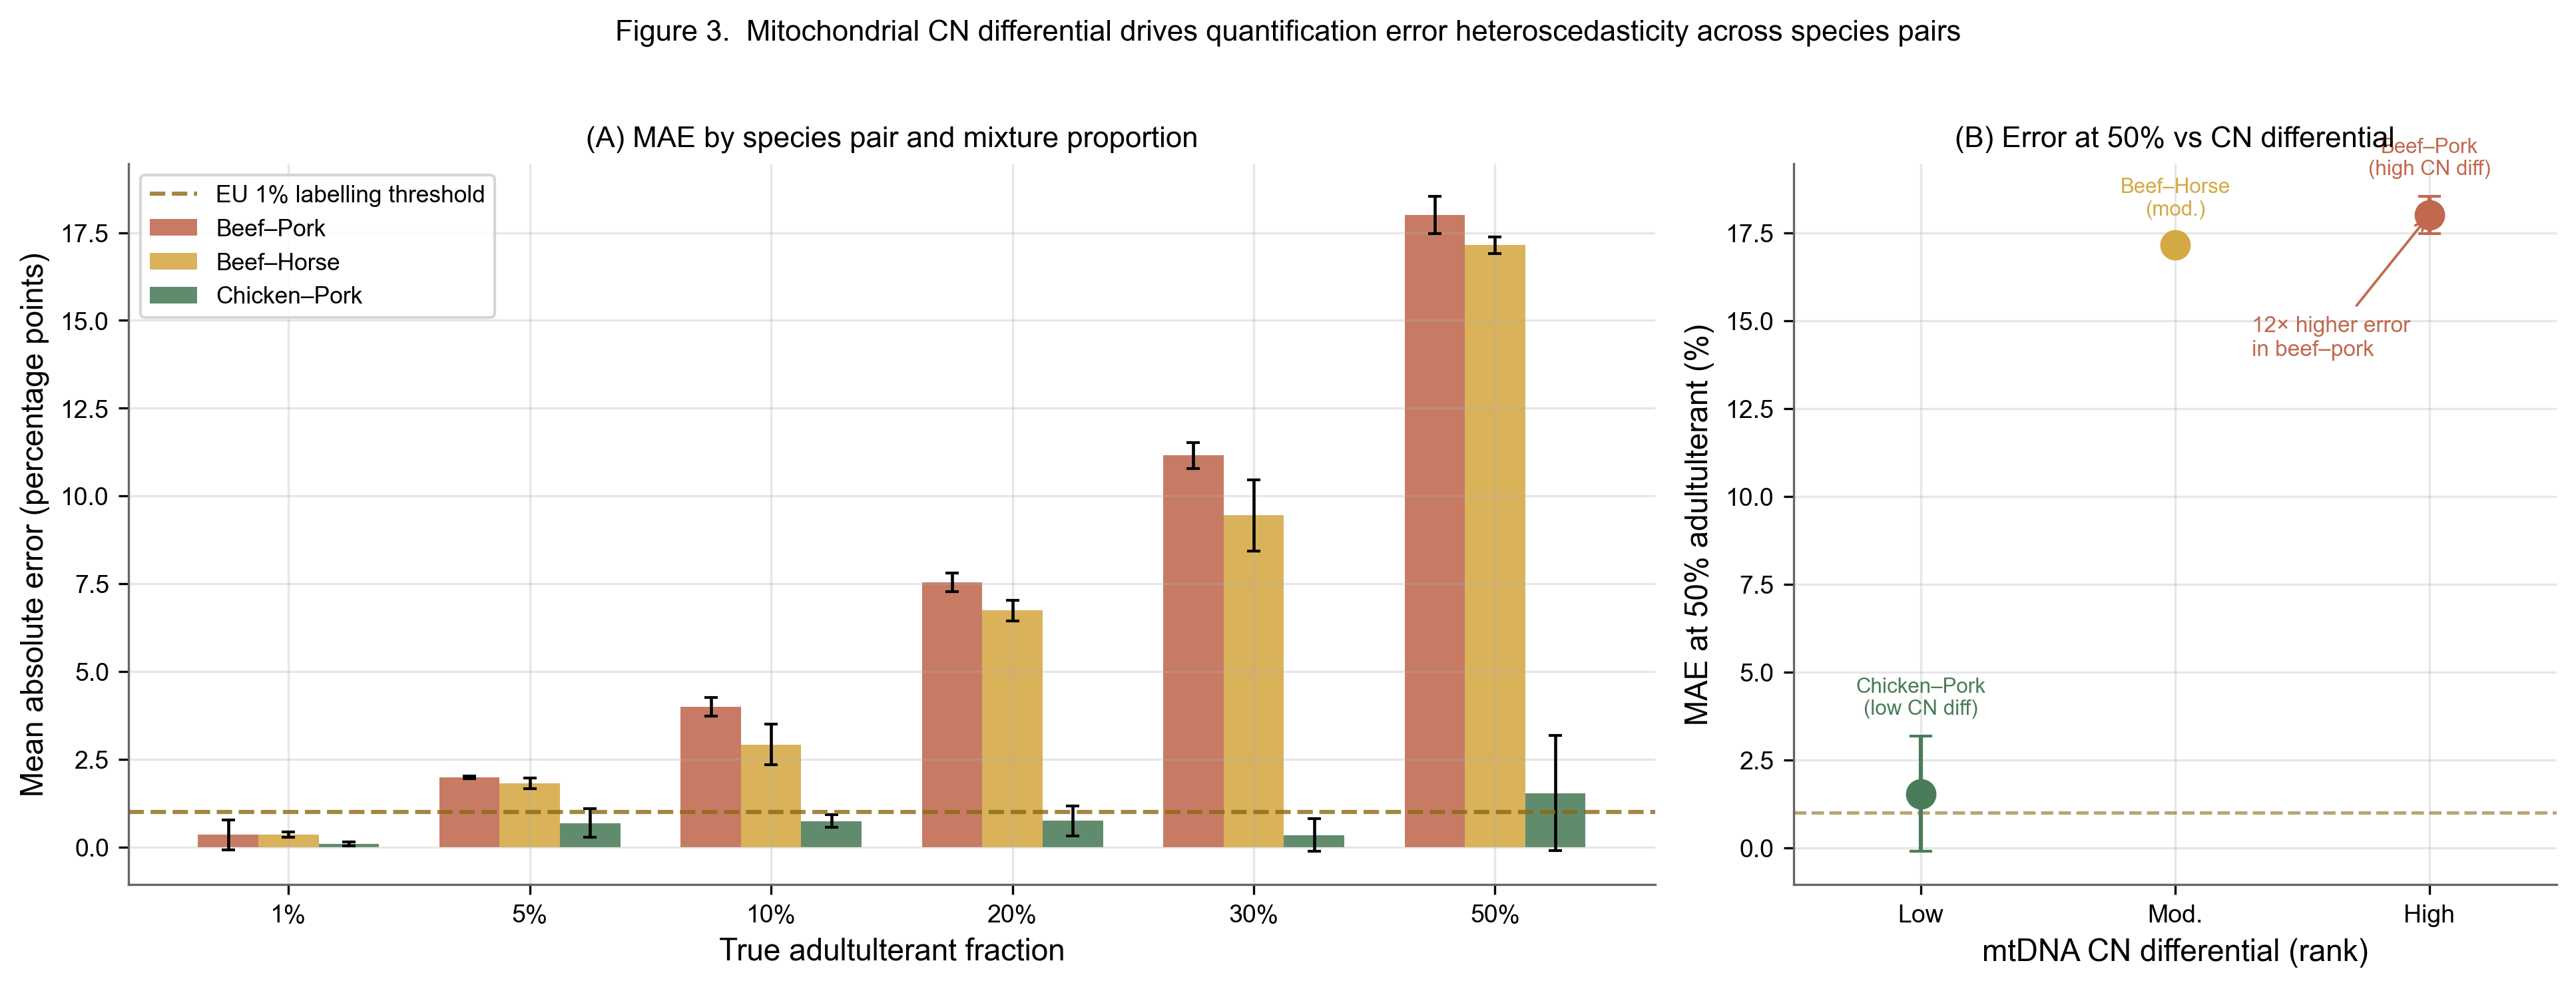 Figure 3.  Mitochondrial CN differential drives quantification error heteroscedasticity across species pairs
(A) MAE by species pair and mixture proportion
Mean absolute error (percentage points)
17.5
15.0
12.5
10.0
7.5
5.0
2.5
0.0
EU 1% labelling threshold
Beef–Pork
Beef–Horse
Chicken–Pork
1%
5%
10%
20%
30%
50%
True adultulterant fraction
(B) Error at 50% vs CN differential
MAE at 50% adultulterant (%)
17.5
15.0
12.5
10.0
7.5
5.0
2.5
0.0
Beef–Pork
(high CN diff)
Beef–Horse
(mod.)
12× higher error
in beef–pork
Chicken–Pork
(low CN diff)
Low
Mod.
High
mtDNA CN differential (rank)